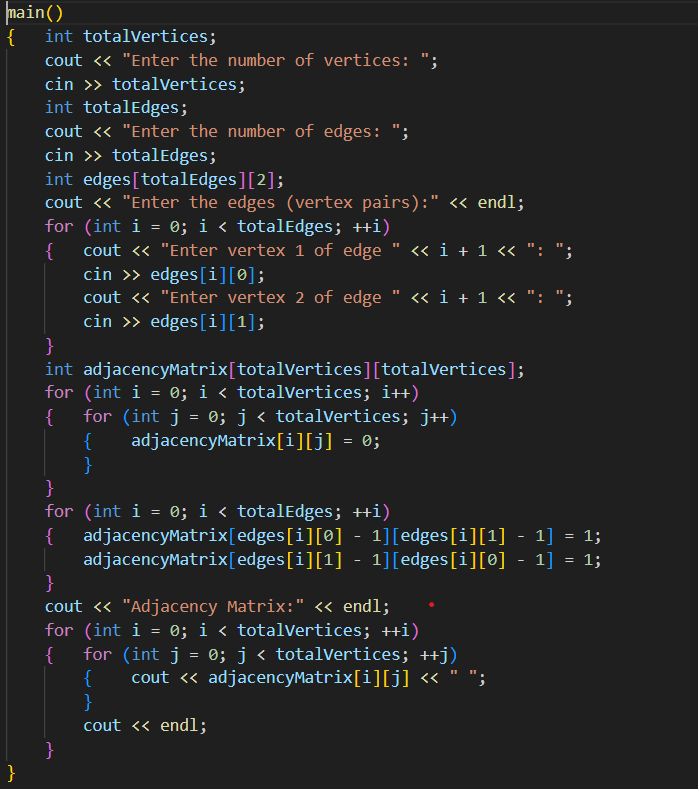 main()
{   int totalVertices;
    cout << "Enter the number of vertices: ";
    cin >> totalVertices;
    int totalEdges;
    cout << "Enter the number of edges: ";
    cin >> totalEdges;
    int edges[totalEdges][2];
    cout << "Enter the edges (vertex pairs):" << endl;
    for (int i = 0; i < totalEdges; ++i)
    {   cout << "Enter vertex 1 of edge " << i + 1 << ": ";
        cin >> edges[i][0];
        cout << "Enter vertex 2 of edge " << i + 1 << ": ";
        cin >> edges[i][1];
    }
    int adjacencyMatrix[totalVertices][totalVertices];
    for (int i = 0; i < totalVertices; i++)
    {   for (int j = 0; j < totalVertices; j++)
        {    adjacencyMatrix[i][j] = 0;
        }
    }
    for (int i = 0; i < totalEdges; ++i)
    {   adjacencyMatrix[edges[i][0] - 1][edges[i][1] - 1] = 1;
        adjacencyMatrix[edges[i][1] - 1][edges[i][0] - 1] = 1;
    }
    cout << "Adjacency Matrix:" << endl;
    for (int i = 0; i < totalVertices; ++i)
    {   for (int j = 0; j < totalVertices; ++j)
        {    cout << adjacencyMatrix[i][j] << " ";
        }
        cout << endl;
    }
}